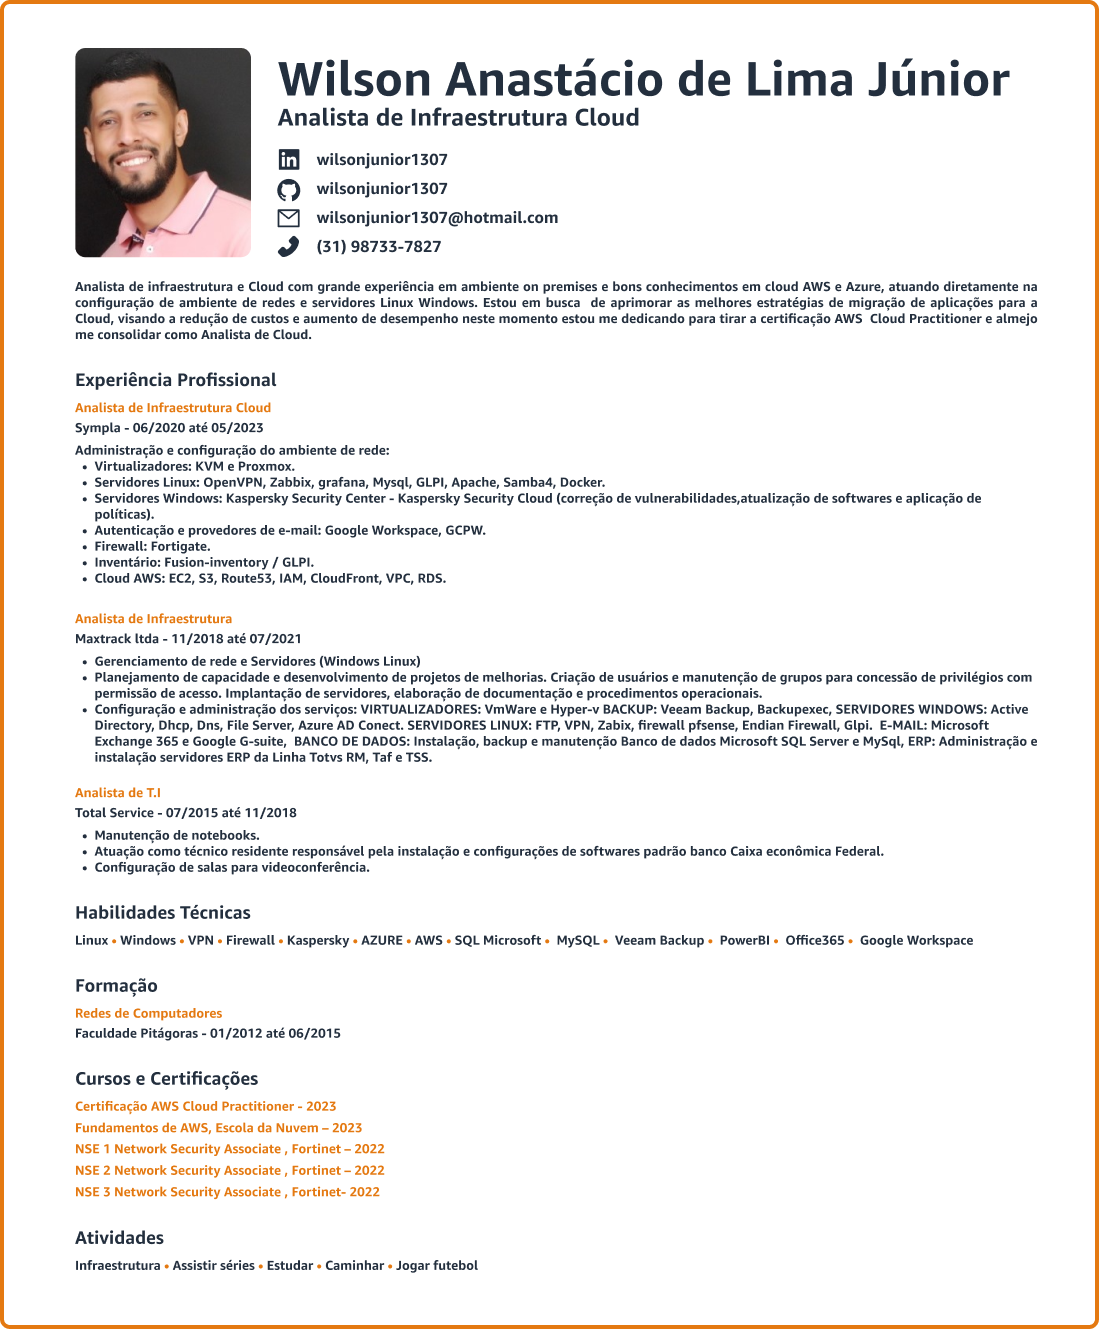 Wilson Anastácio de Lima Júnior
Analista de Infraestrutura Cloud
wilsonjunior1307
wilsonjunior1307
wilsonjunior1307@hotmail.com
(31) 98733-7827
Analista de infraestrutura e Cloud com grande experiência em ambiente on premises e bons conhecimentos em cloud AWS e Azure, atuando diretamente na
configuração de ambiente de redes e servidores Linux Windows. Estou em busca  de aprimorar as melhores estratégias de migração de aplicações para a
Cloud, visando a redução de custos e aumento de desempenho neste momento estou me dedicando para tirar a certificação AWS  Cloud Practitioner e almejo
me consolidar como Analista de Cloud.
Experiência Profissional
Analista de Infraestrutura Cloud
Sympla - 06/2020 até 05/2023
Administração e configuração do ambiente de rede:
• Virtualizadores: KVM e Proxmox.
• Servidores Linux: OpenVPN, Zabbix, grafana, Mysql, GLPI, Apache, Samba4, Docker.
• Servidores Windows: Kaspersky Security Center - Kaspersky Security Cloud (correção de vulnerabilidades,atualização de softwares e aplicação de
políticas).
• Autenticação e provedores de e-mail: Google Workspace, GCPW.
• Firewall: Fortigate.
• Inventário: Fusion-inventory / GLPI.
• Cloud AWS: EC2, S3, Route53, IAM, CloudFront, VPC, RDS.
Analista de Infraestrutura
Maxtrack ltda - 11/2018 até 07/2021
• Gerenciamento de rede e Servidores (Windows Linux)
• Planejamento de capacidade e desenvolvimento de projetos de melhorias. Criação de usuários e manutenção de grupos para concessão de privilégios com
permissão de acesso. Implantação de servidores, elaboração de documentação e procedimentos operacionais.
• Configuração e administração dos serviços: VIRTUALIZADORES: VmWare e Hyper-v BACKUP: Veeam Backup, Backupexec, SERVIDORES WINDOWS: Active
Directory, Dhcp, Dns, File Server, Azure AD Conect. SERVIDORES LINUX: FTP, VPN, Zabix, firewall pfsense, Endian Firewall, Glpi.  E-MAIL: Microsoft
Exchange 365 e Google G-suite,  BANCO DE DADOS: Instalação, backup e manutenção Banco de dados Microsoft SQL Server e MySql, ERP: Administração e
instalação servidores ERP da Linha Totvs RM, Taf e TSS.
Analista de T.I
Total Service - 07/2015 até 11/2018
• Manutenção de notebooks.
• Atuação como técnico residente responsável pela instalação e configurações de softwares padrão banco Caixa econômica Federal.
• Configuração de salas para videoconferência.
Habilidades Técnicas
Linux • Windows • VPN • Firewall • Kaspersky • AZURE • AWS • SQL Microsoft •  MySQL •  Veeam Backup •  PowerBI •  Office365 •  Google Workspace
Formação
Redes de Computadores
Faculdade Pitágoras - 01/2012 até 06/2015
Cursos e Certificações
Certificação AWS Cloud Practitioner - 2023
Fundamentos de AWS, Escola da Nuvem – 2023
NSE 1 Network Security Associate , Fortinet – 2022
NSE 2 Network Security Associate , Fortinet – 2022
NSE 3 Network Security Associate , Fortinet- 2022
Atividades
Infraestrutura • Assistir séries • Estudar • Caminhar • Jogar futebol